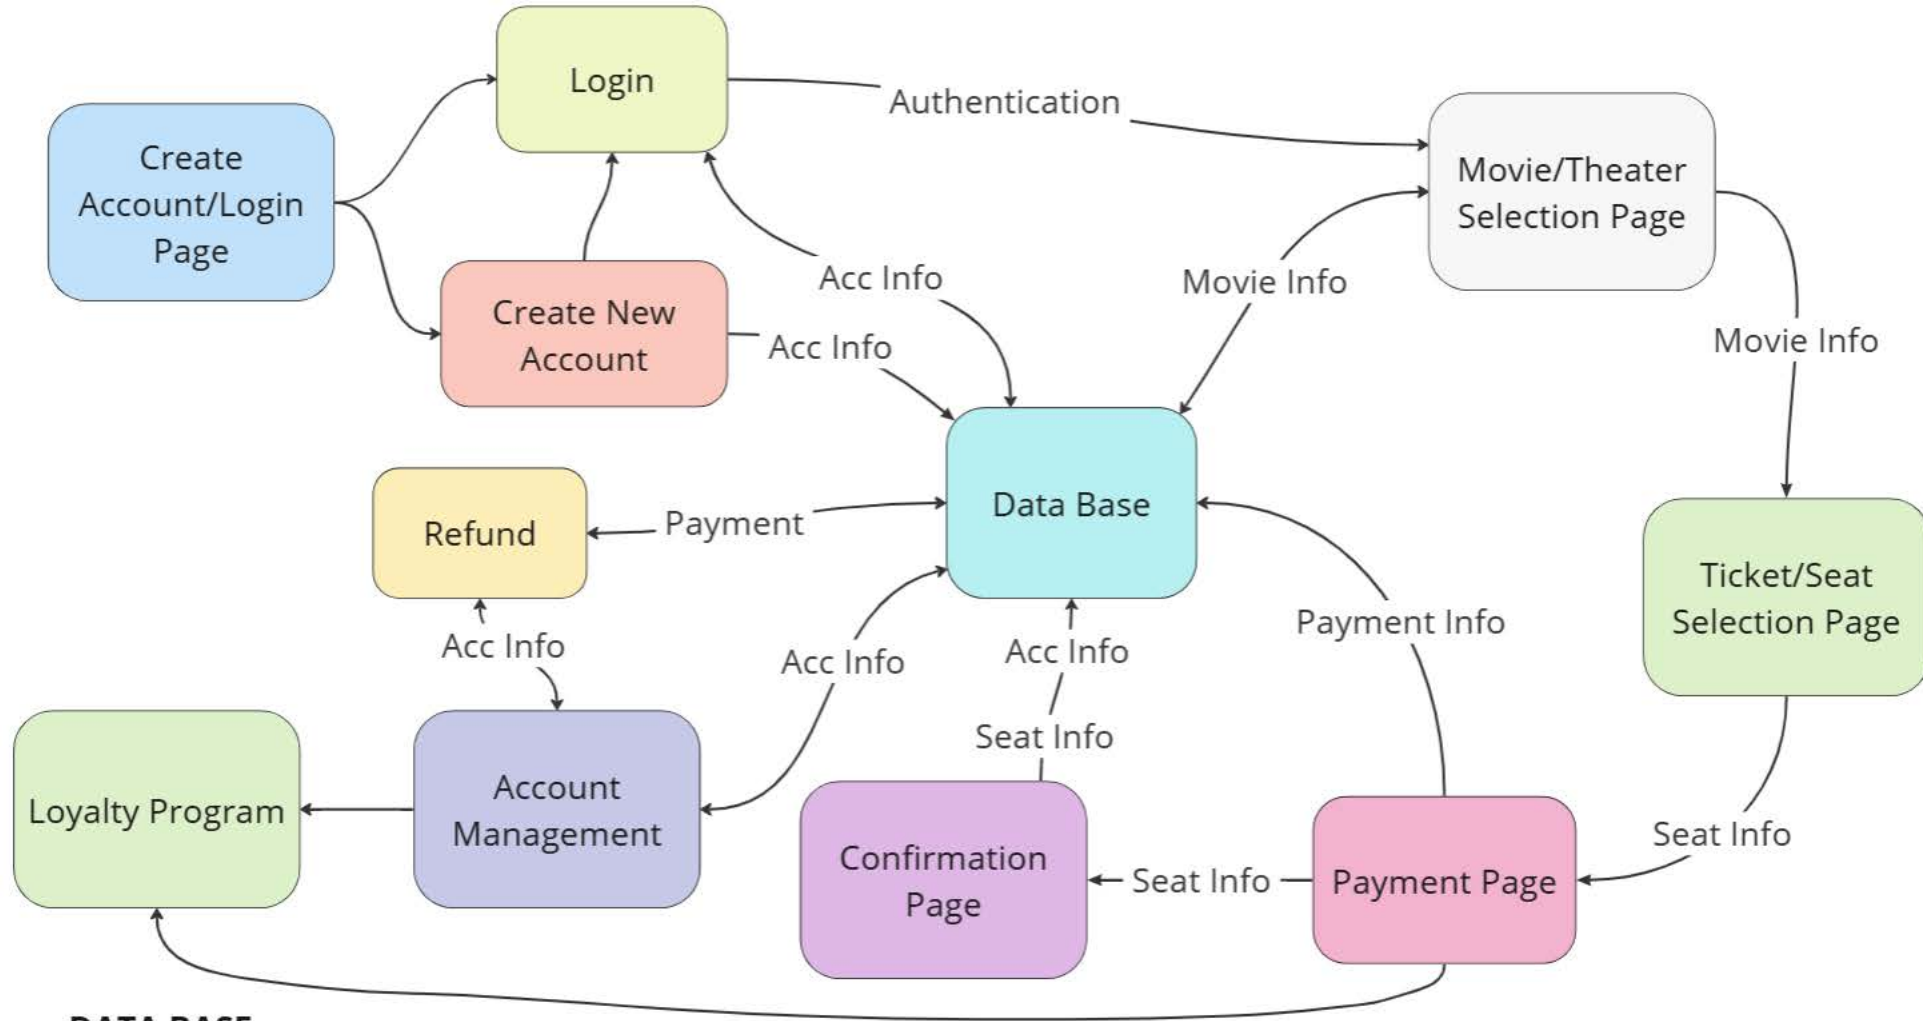 Login
Authentication
Create
Account/Login
Page
Movie/Theater
Selection Page
Create New
Account
Acc Info
Acc Info
Movie Info
Movie Info
Refund
Payment
Data Base
Ticket/Seat
Selection Page
Acc Info
Acc Info
Acc Info
Seat Info
Payment Info
Loyalty Program
Account
Management
Confirmation
Page
Seat Info
Payment Page
Seat Info
DATA BASE